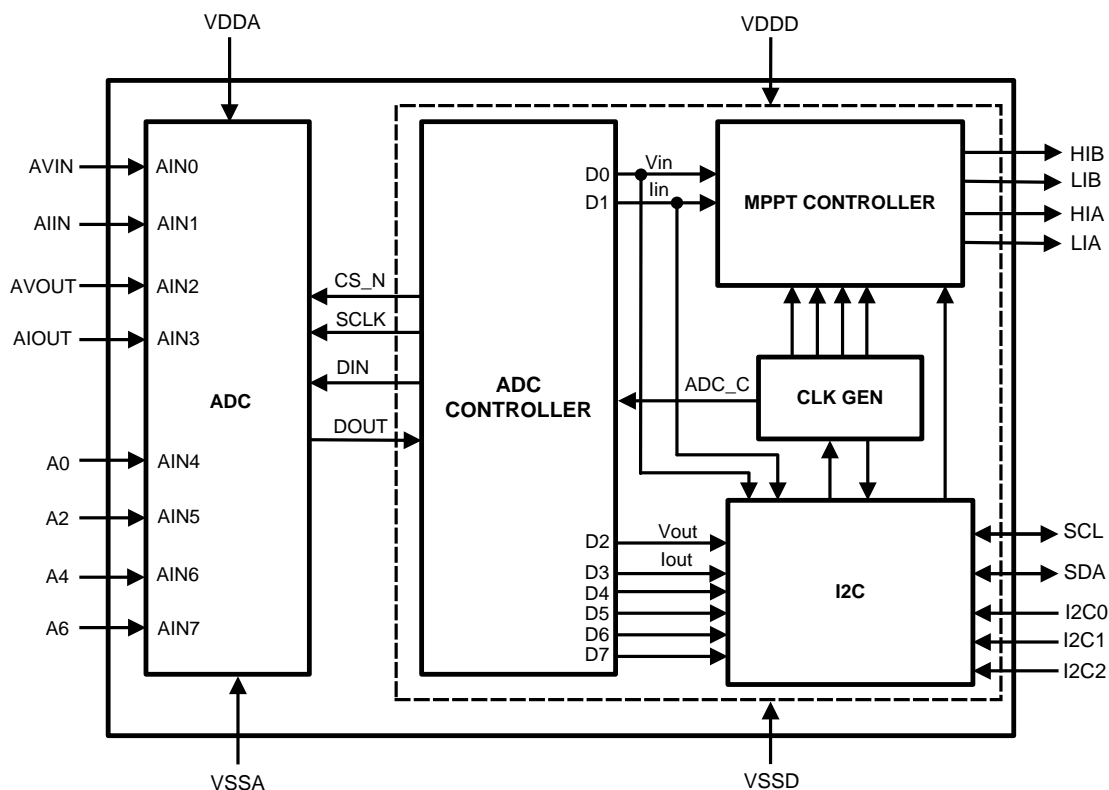 VDDA
VDDD
AVIN
AIN0
AIIN
AIN1
AVOUT
AIN2
AIOUT
AIN3
ADC
A0
AIN4
A2
AIN5
A4
AIN6
A6
AIN7
CS_N
SCLK
DIN
DOUT
ADC
CONTROLLER
D0
Vin
D1
Iin
MPPT CONTROLLER
HIB
LIB
HIA
LIA
ADC_C
CLK GEN
D2
Vout
D3
Iout
D4
D5
D6
D7
I2C
SCL
SDA
I2C0
I2C1
I2C2
VSSA
VSSD